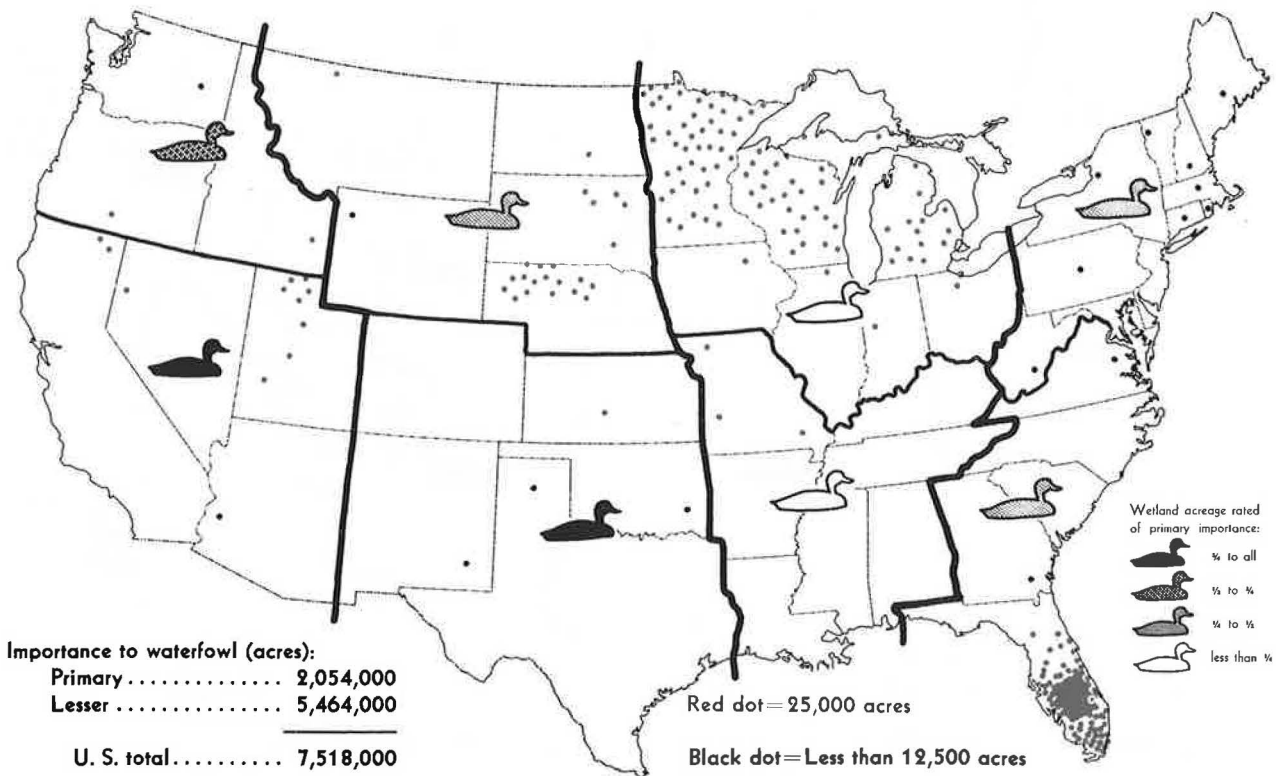 Wetland acreage rated
of primary importance:
¾ to all
½ to ¾
¼ to ½
less than ¼
Importance to waterfowl (acres):
Primary .............. 2,054,000
Lesser ............... 5,464,000
U. S. total .......... 7,518,000
Red dot=25,000 acres
Black dot=Less than 12,500 acres